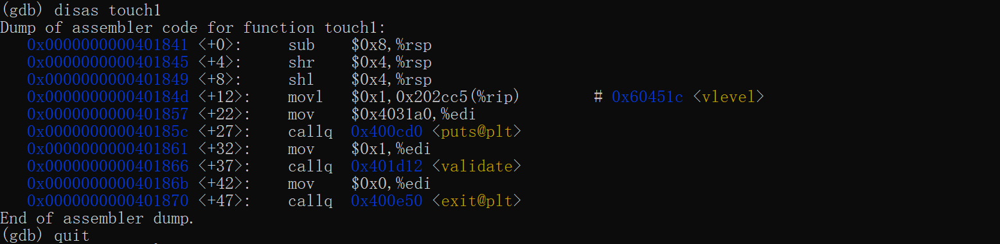 (gdb) disas touch1
Dump of assembler code for function touch1:
   0x0000000000401841 <+0>:     sub    $0x8,%rsp
   0x0000000000401845 <+4>:     shr    $0x4,%rsp
   0x0000000000401849 <+8>:     shl    $0x4,%rsp
   0x000000000040184d <+12>:    movl   $0x1,0x202cc5(%rip)        # 0x60451c <vlevel>
   0x0000000000401857 <+22>:    mov    $0x4031a0,%edi
   0x000000000040185c <+27>:    callq  0x400cd0 <puts@plt>
   0x0000000000401861 <+32>:    mov    $0x1,%edi
   0x0000000000401866 <+37>:    callq  0x401d12 <validate>
   0x000000000040186b <+42>:    mov    $0x0,%edi
   0x0000000000401870 <+47>:    callq  0x400e50 <exit@plt>
End of assembler dump.
(gdb) quit